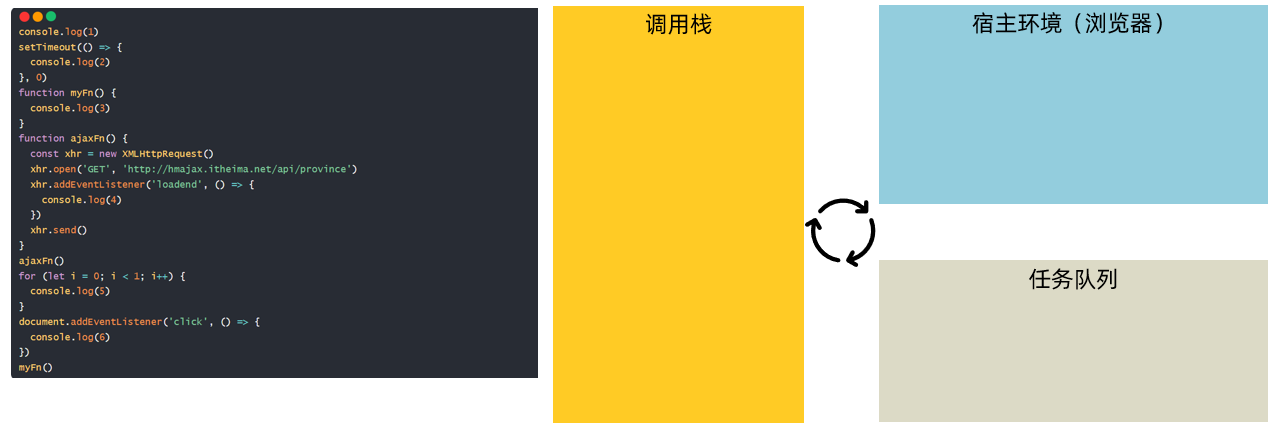 console.log(1)
setTimeout(() => {
  console.log(2)
}, 0)
function myFn() {
  console.log(3)
}
function ajaxFn() {
  const xhr = new XMLHttpRequest()
  xhr.open('GET', 'http://hmajax.itheima.net/api/province')
  xhr.addEventListener('loadend', () => {
    console.log(4)
  })
  xhr.send()
}
ajaxFn()
for (let i = 0; i < 1; i++) {
  console.log(5)
}
document.addEventListener('click', () => {
  console.log(6)
})
myFn()
调用栈
宿主环境（浏览器）
任务队列